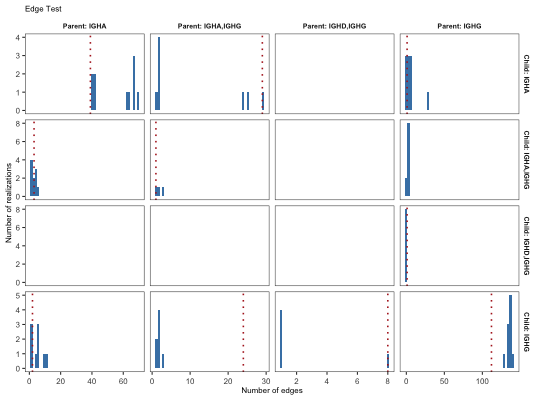 Edge Test
Parent: IGHA
Parent: IGHA,IGHG
Parent: IGHD,IGHG
Parent: IGHG
Number of realizations
4
3
2
1
0
Child: IGHA
8
6
4
2
0
Child: IGHA,IGHG
8
6
4
2
0
Child: IGHD,IGHG
5
4
3
2
1
0
Child: IGHG
0 20 40 60
0 10 20 30
2 4 6 8
0 50 100
Number of edges